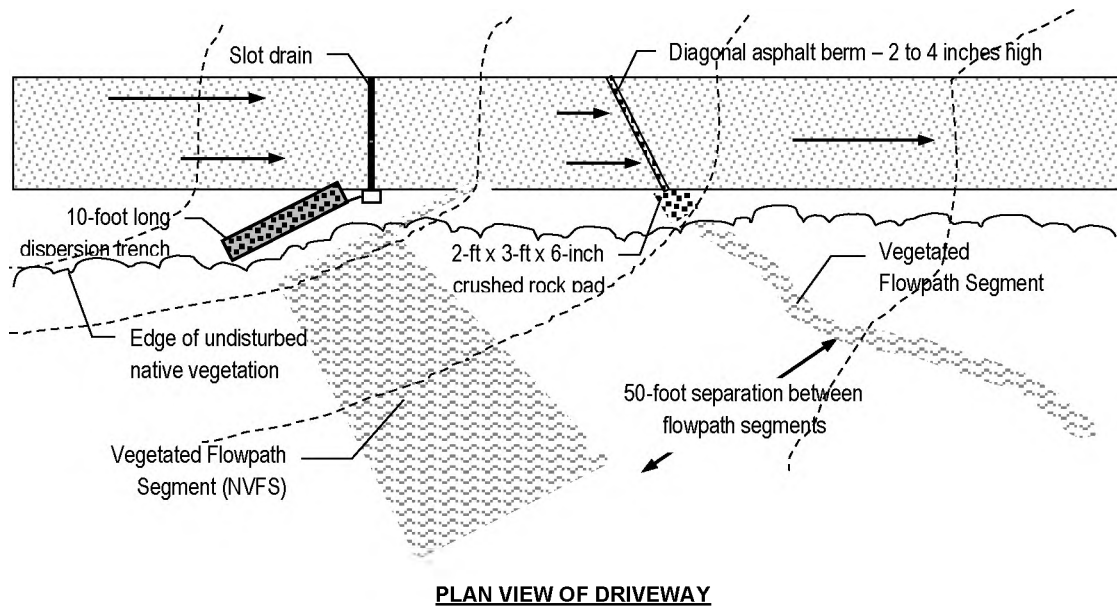 Slot drain
Diagonal asphalt berm – 2 to 4 inches high
10-foot long
dispersion trench
2-ft x 3-ft x 6-inch
crushed rock pad
Vegetated
Flowpath Segment
Edge of undisturbed
native vegetation
50-foot separation between
flowpath segments
Vegetated Flowpath
Segment (NVFS)
PLAN VIEW OF DRIVEWAY